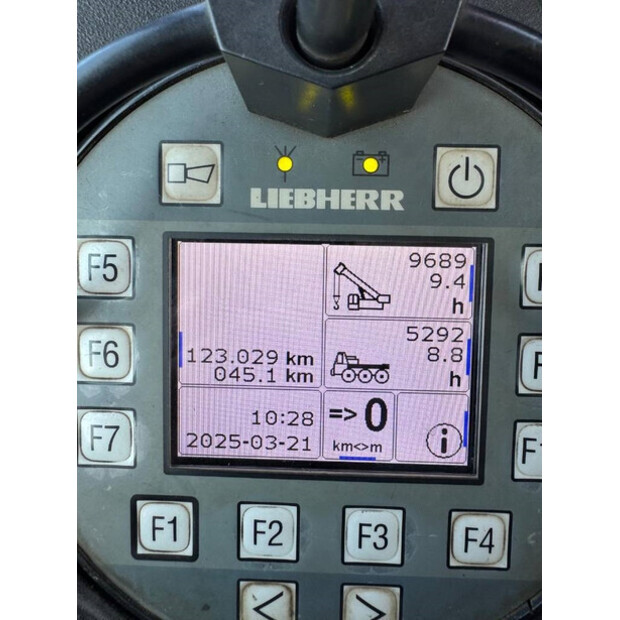 LIEBHERR
F5
9689
9.4
h
F6
123.029 km
045.1 km
5292
8.8
h
F7
10:28
2025-03-21
=> 0
km<>m
i
F1
F2
F3
F4
<
>